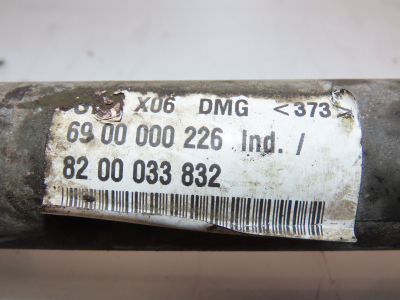 X06 DMG <373>
69 00 000 226 Ind. /
82 00 033 832